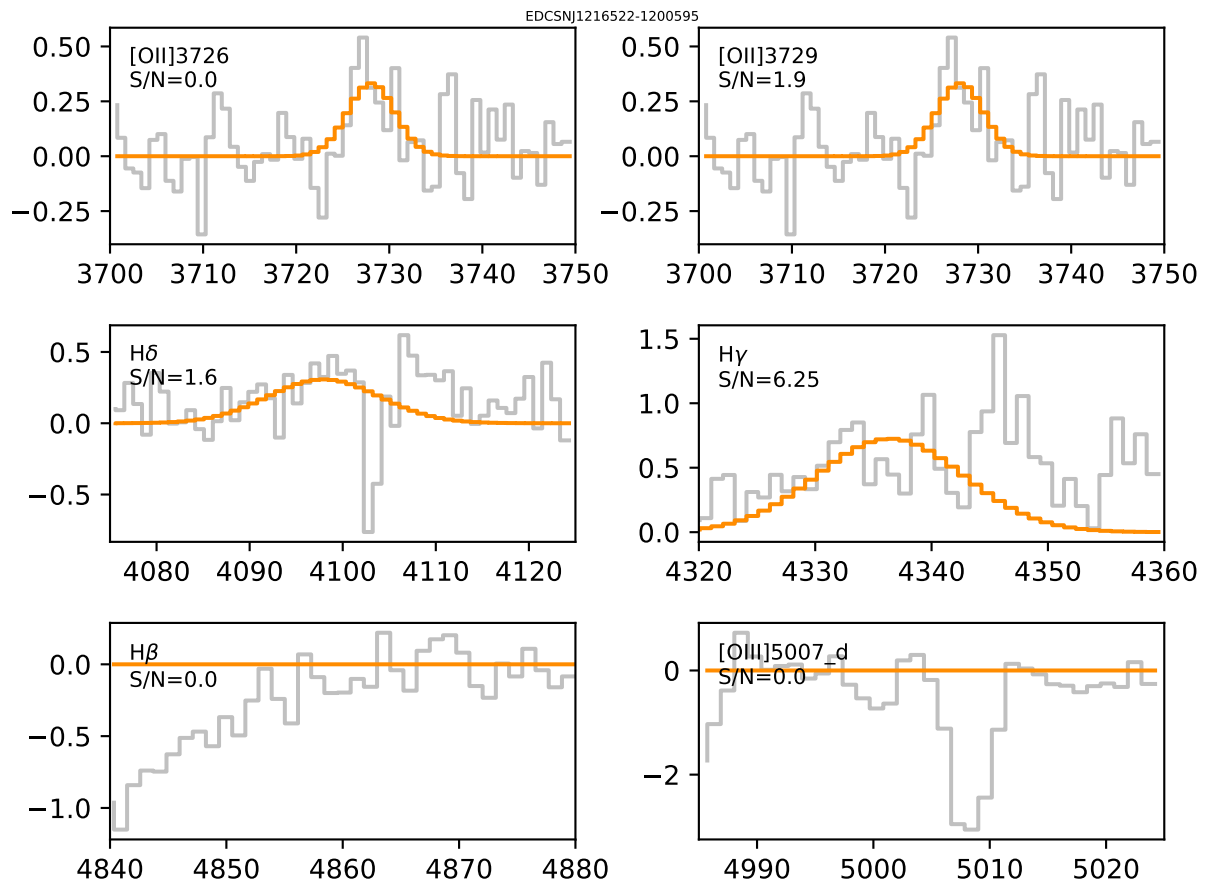 EDCSNJ1216522-1200595
[OII]3726
S/N=0.0
0.50
0.25
0.00
−0.25
3700 3710 3720 3730 3740 3750
[OII]3729
S/N=1.9
0.50
0.25
0.00
−0.25
3700 3710 3720 3730 3740 3750
Hδ
S/N=1.6
0.5
0.0
−0.5
4080 4090 4100 4110 4120
Hγ
S/N=6.25
1.5
1.0
0.5
0.0
4320 4330 4340 4350 4360
Hβ
S/N=0.0
0.0
−0.5
−1.0
4840 4850 4860 4870 4880
[OIII]5007_d
S/N=0.0
0
−2
4990 5000 5010 5020